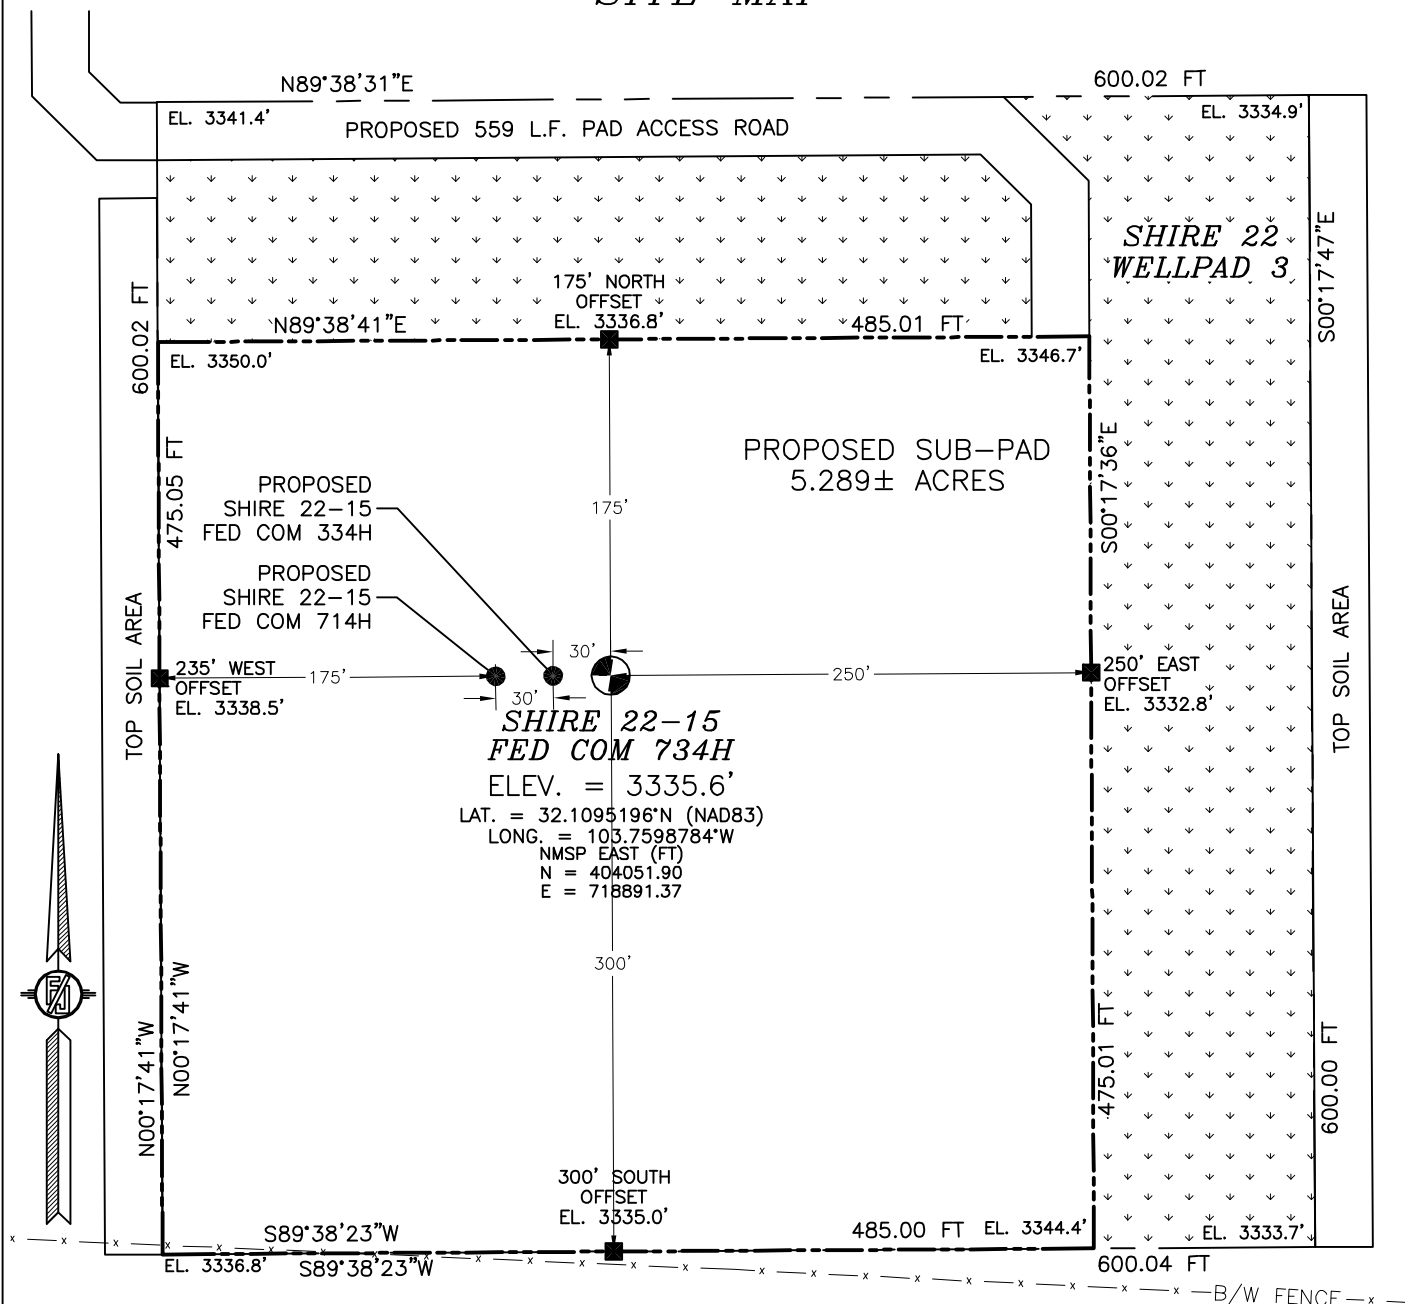 SITE MAP
N89°38'31"E
600.02 FT
EL. 3341.4'
EL. 3334.9'
PROPOSED 559 L.F. PAD ACCESS ROAD
SHIRE 22
WELLPAD 3
S00°17'47"E
600.02 FT
175' NORTH
OFFSET
EL. 3336.8'
N89°38'41"E
485.01 FT
EL. 3350.0'
EL. 3346.7'
475.05 FT
PROPOSED SUB-PAD
5.289± ACRES
S00°17'36"E
PROPOSED
SHIRE 22-15
FED COM 334H
175'
PROPOSED
SHIRE 22-15
FED COM 714H
TOP SOIL AREA
TOP SOIL AREA
30'
235' WEST
OFFSET
EL. 3338.5'
175'
250'
250' EAST
OFFSET
EL. 3332.8'
30'
SHIRE 22-15
FED COM 734H
ELEV. = 3335.6'
LAT. = 32.1095196°N (NAD83)
LONG. = 103.7598784°W
NMSP EAST (FT)
N = 404051.90
E = 718891.37
300'
N00°17'41"W
N00°17'41"W
475.01 FT
600.00 FT
300' SOUTH
OFFSET
EL. 3335.0'
S89°38'23"W
485.00 FT
EL. 3344.4'
EL. 3333.7'
EL. 3336.8'
S89°38'23"W
600.04 FT
B/W FENCE